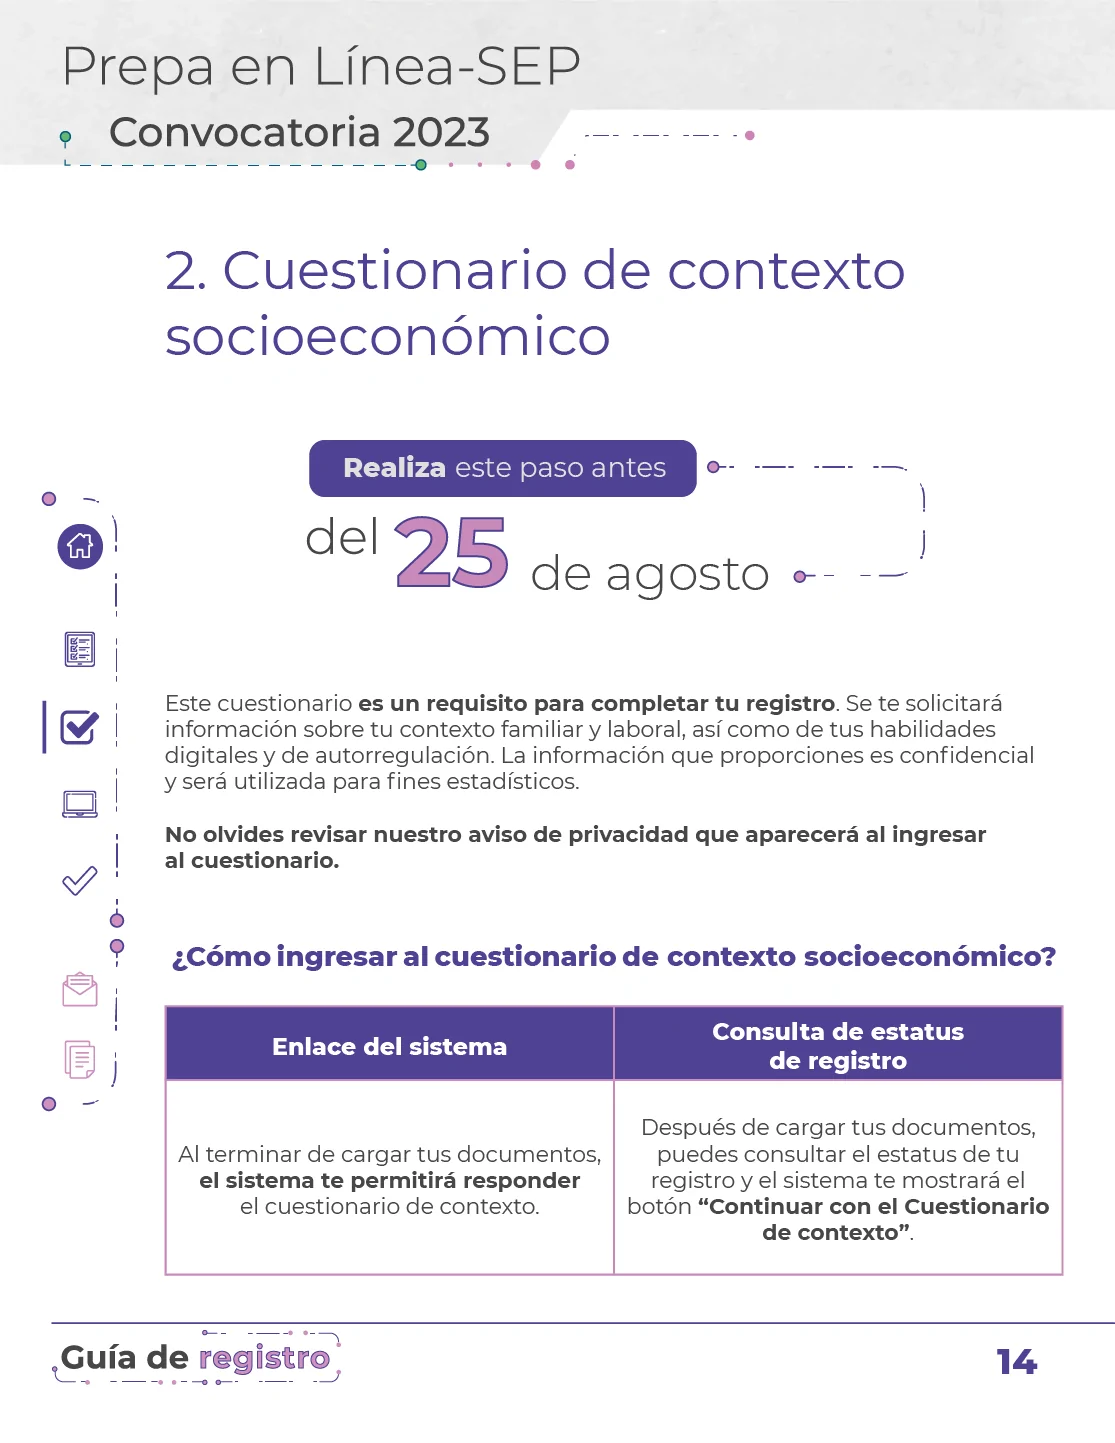 Prepa en Línea-SEP
Convocatoria 2023
2. Cuestionario de contexto
socioeconómico
Realiza este paso antes
del 25 de agosto
Este cuestionario es un requisito para completar tu registro. Se te solicitará
información sobre tu contexto familiar y laboral, así como de tus habilidades
digitales y de autorregulación. La información que proporciones es confidencial
y será utilizada para fines estadísticos.
No olvides revisar nuestro aviso de privacidad que aparecerá al ingresar
al cuestionario.
¿Cómo ingresar al cuestionario de contexto socioeconómico?
Enlace del sistema
Al terminar de cargar tus documentos,
el sistema te permitirá responder
el cuestionario de contexto.
Consulta de estatus
de registro
Después de cargar tus documentos,
puedes consultar el estatus de tu
registro y el sistema te mostrará el
botón “Continuar con el Cuestionario
de contexto”.
Guía de registro
14